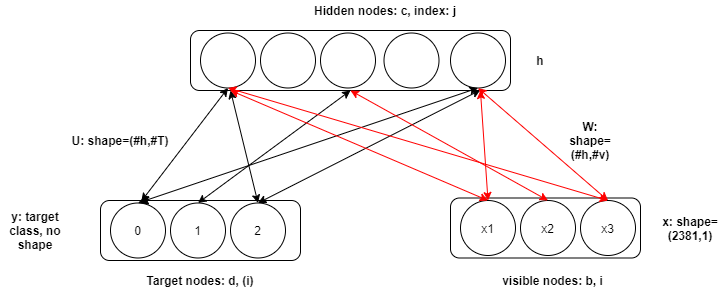 Hidden nodes: c, index: j
h
U: shape=(#h,#T)
W:
shape=
(#h,#v)
y: target
class, no
shape
0
1
2
x1
x2
x3
x: shape=
(2381,1)
Target nodes: d, (i)
visible nodes: b, i